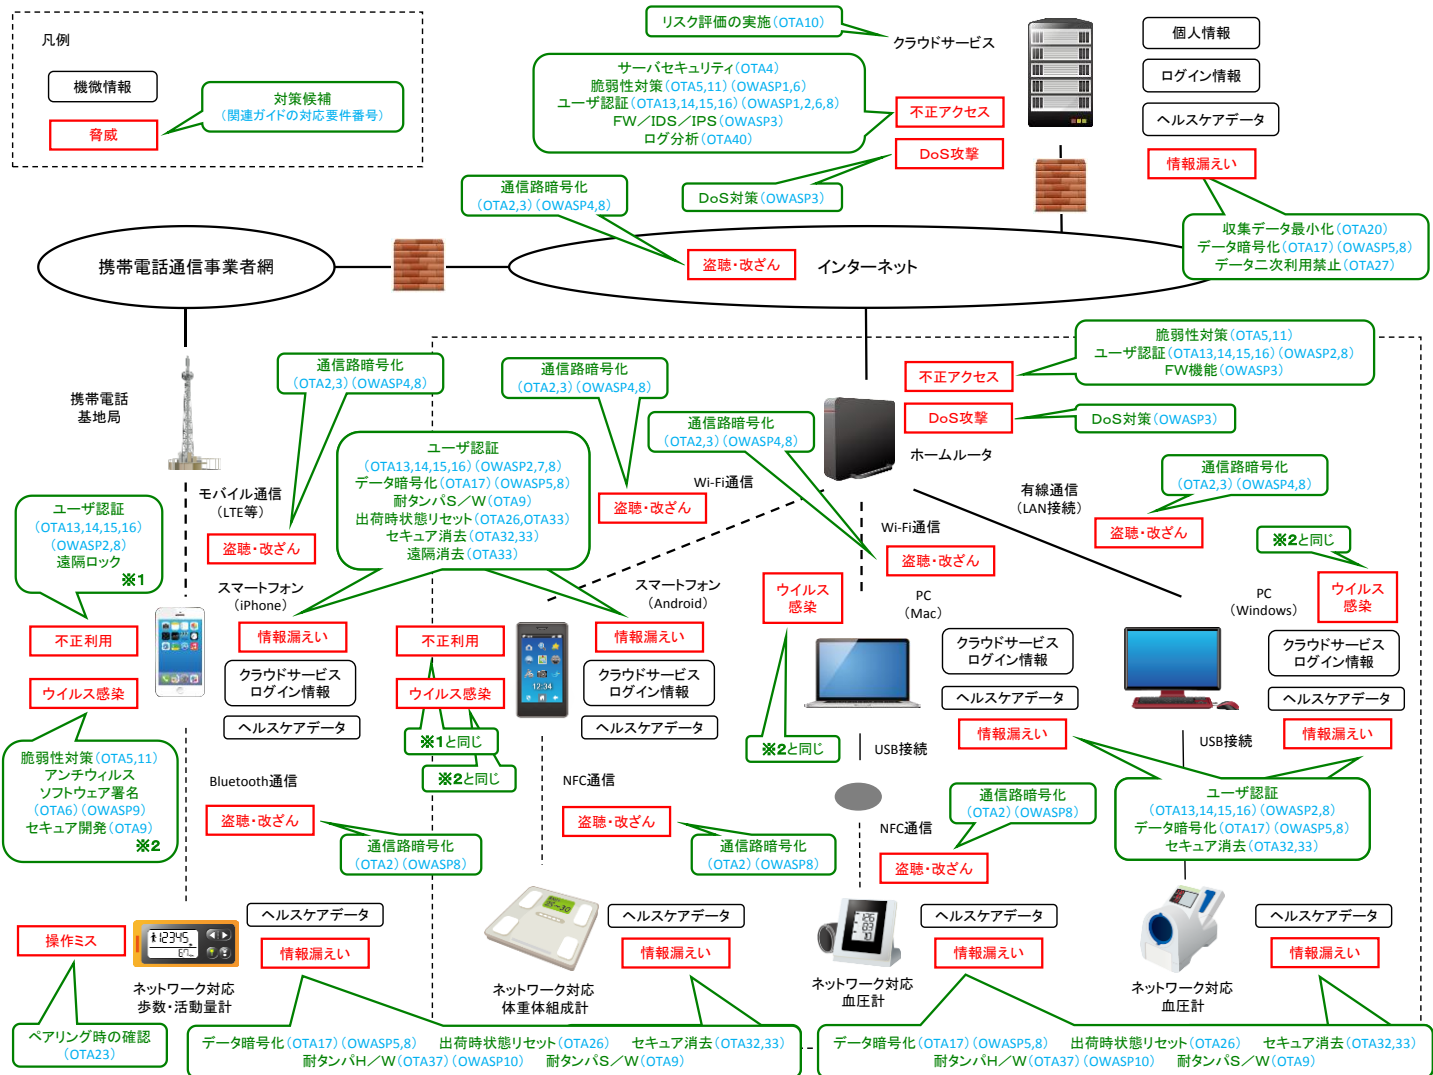 凡例
機微情報
脅威
対策候補
(関連ガイドの対応要件番号)
リスク評価の実施(OTA10)
クラウドサービス
個人情報
ログイン情報
ヘルスケアデータ
サーバセキュリティ(OTA4)
脆弱性対策(OTA5,11)(OWASP1,6)
ユーザ認証(OTA13,14,15,16)(OWASP1,2,6,8)
FW/IDS/IPS(OWASP3)
ログ分析(OTA40)
不正アクセス
DoS攻撃
DoS対策(OWASP3)
情報漏えい
収集データ最小化(OTA20)
データ暗号化(OTA17)(OWASP5,8)
データ二次利用禁止(OTA27)
通信路暗号化
(OTA2,3)(OWASP4,8)
盗聴・改ざん
インターネット
携帯電話通信事業者網
携帯電話
基地局
通信路暗号化
(OTA2,3)(OWASP4,8)
通信路暗号化
(OTA2,3)(OWASP4,8)
通信路暗号化
(OTA2,3)(OWASP4,8)
脆弱性対策(OTA5,11)
ユーザ認証(OTA13,14,15,16)(OWASP2,8)
FW機能(OWASP3)
不正アクセス
DoS攻撃
DoS対策(OWASP3)
ホームルータ
ユーザ認証
(OTA13,14,15,16)(OWASP2,7,8)
データ暗号化(OTA17)(OWASP5,8)
耐タンパS/W(OTA9)
出荷時状態リセット(OTA26,OTA33)
セキュア消去(OTA32,33)
遠隔消去(OTA33)
モバイル通信
(LTE等)
盗聴・改ざん
Wi-Fi通信
盗聴・改ざん
Wi-Fi通信
盗聴・改ざん
有線通信
(LAN接続)
盗聴・改ざん
通信路暗号化
(OTA2,3)(OWASP4,8)
※2と同じ
ユーザ認証
(OTA13,14,15,16)
(OWASP2,8)
遠隔ロック
※1
不正利用
ウイルス感染
スマートフォン
(iPhone)
情報漏えい
クラウドサービス
ログイン情報
ヘルスケアデータ
不正利用
ウイルス感染
※1と同じ
※2と同じ
12:34
スマートフォン
(Android)
情報漏えい
クラウドサービス
ログイン情報
ヘルスケアデータ
ウイルス
感染
※2と同じ
PC
(Mac)
クラウドサービス
ログイン情報
ヘルスケアデータ
情報漏えい
PC
(Windows)
ウイルス
感染
クラウドサービス
ログイン情報
ヘルスケアデータ
情報漏えい
脆弱性対策(OTA5,11)
アンチウィルス
ソフトウェア署名
(OTA6)(OWASP9)
セキュア開発(OTA9)
※2
Bluetooth通信
盗聴・改ざん
通信路暗号化
(OTA2)(OWASP8)
NFC通信
盗聴・改ざん
通信路暗号化
(OTA2)(OWASP8)
USB接続
NFC通信
盗聴・改ざん
通信路暗号化
(OTA2)(OWASP8)
USB接続
ユーザ認証
(OTA13,14,15,16)(OWASP2,8)
データ暗号化(OTA17)(OWASP5,8)
セキュア消去(OTA32,33)
操作ミス
ペアリング時の確認
(OTA23)
12345
ネットワーク対応
歩数・活動量計
ヘルスケアデータ
情報漏えい
ネットワーク対応
体重体組成計
ヘルスケアデータ
情報漏えい
ネットワーク対応
血圧計
ヘルスケアデータ
情報漏えい
ネットワーク対応
血圧計
ヘルスケアデータ
情報漏えい
データ暗号化(OTA17)(OWASP5,8) 出荷時状態リセット(OTA26) セキュア消去(OTA32,33)
耐タンパH/W(OTA37)(OWASP10) 耐タンパS/W(OTA9)
データ暗号化(OTA17)(OWASP5,8) 出荷時状態リセット(OTA26) セキュア消去(OTA32,33)
耐タンパH/W(OTA37)(OWASP10) 耐タンパS/W(OTA9)